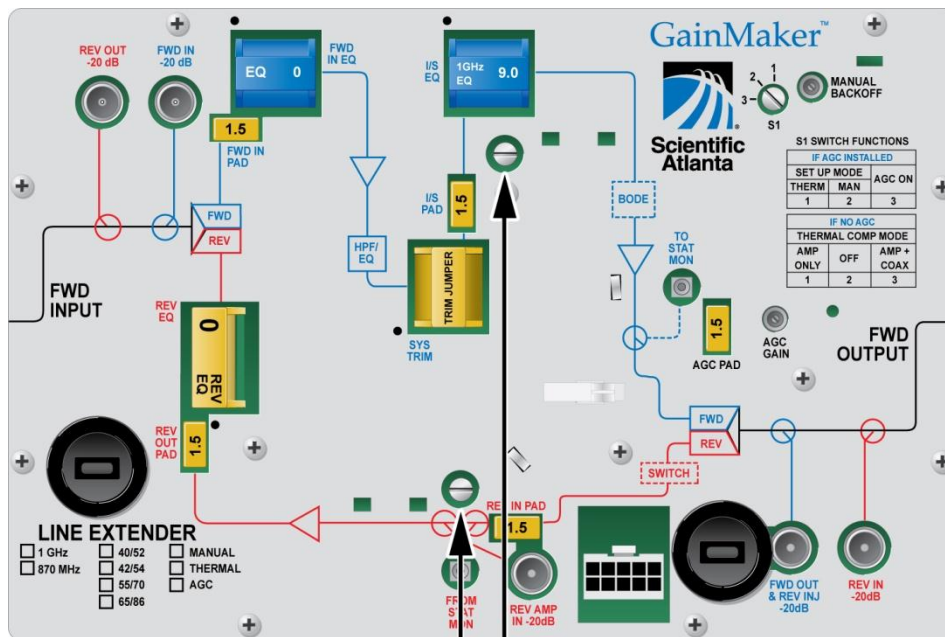 GainMaker™
REV OUT
-20 dB
FWD IN
-20 dB
EQ 0
FWD
IN EQ
I/S
EQ
1GHz
EQ
9.0
1
2
3
S1
MANUAL
BACKOFF
Scientific
Atlanta
1.5
FWD IN
PAD
S1 SWITCH FUNCTIONS
IF AGC INSTALLED
SET UP MODE
AGC ON
THERM
MAN
1
2
3
IF NO AGC
THERMAL COMP MODE
AMP
ONLY
OFF
AMP +
COAX
1
2
3
I/S
PAD
1.5
BODE
FWD
REV
HPF/
EQ
TO
STAT
MON
FWD
INPUT
TRIM JUMPER
SYS
TRIM
REV
EQ
0
REV
EQ
1.5
AGC PAD
AGC
GAIN
FWD
OUTPUT
REV
OUT
PAD
1.5
FWD
REV
SWITCH
REV IN PAD
1.5
LINE EXTENDER
1 GHz
870 MHz
40/52
42/54
55/70
65/86
MANUAL
THERMAL
AGC
FROM
STAT
MON
REV AMP
IN -20dB
FWD OUT
& REV INJ
-20dB
REV IN
-20dB